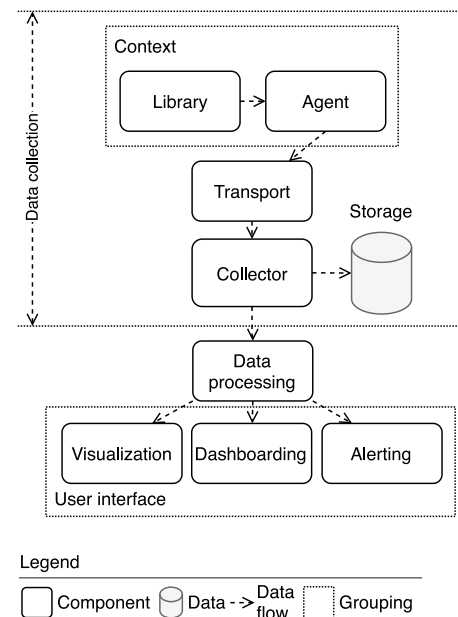 Context
Library
Agent
Data collection
Transport
Storage
Collector
Data
processing
Visualization
Dashboarding
Alerting
User interface
Legend
Component
Data
Data
flow
Grouping